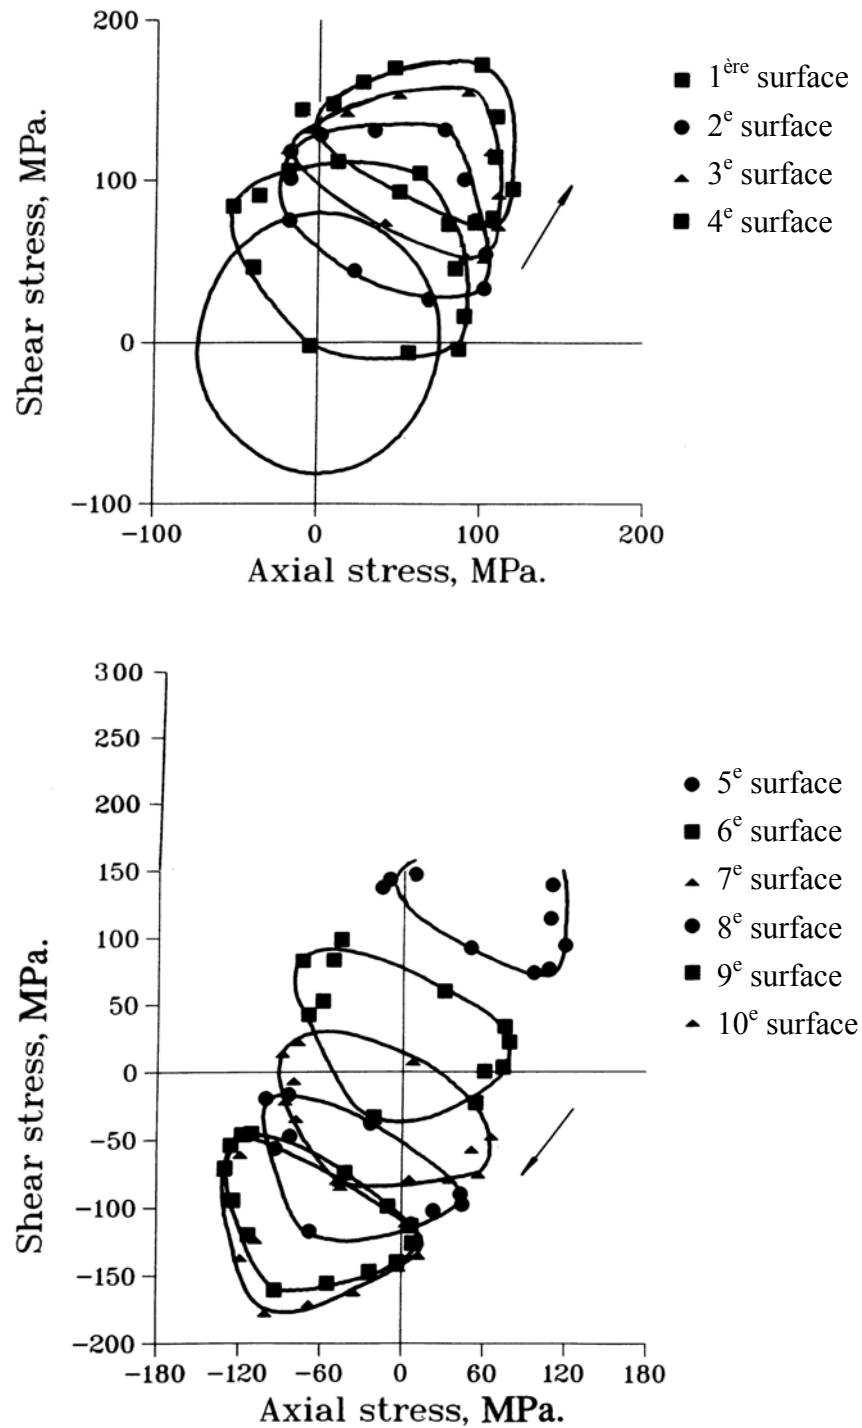 200
100
0
−100
Shear stress, MPa.
−100
0
100
200
Axial stress, MPa.
■ 1ère surface
● 2e surface
▲ 3e surface
■ 4e surface
300
250
200
150
100
50
0
−50
−100
−150
−200
Shear stress, MPa.
−180
−120
−60
0
60
120
180
Axial stress, MPa.
● 5e surface
■ 6e surface
▲ 7e surface
● 8e surface
■ 9e surface
▲ 10e surface